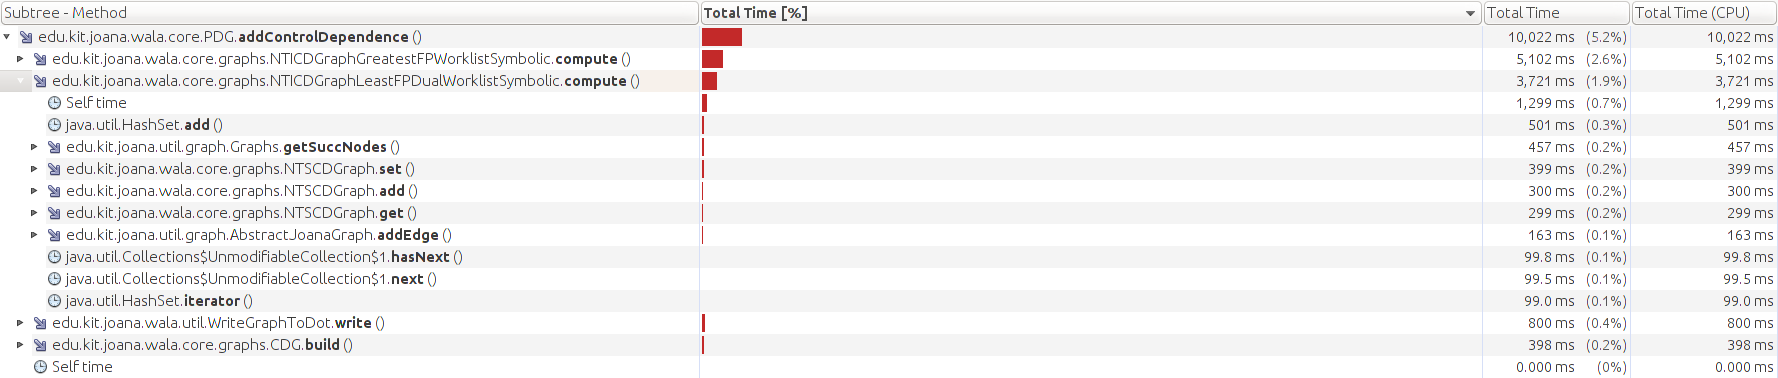 Subtree - Method Total Time [%] Total Time Total Time (CPU)
edu.kit.joana.wala.core.PDG.addControlDependence () 10,022 ms (5.2%) 10,022 ms
edu.kit.joana.wala.core.graphs.NTICDGraphGreatestFPWorklistSymbolic.compute () 5,102 ms (2.6%) 5,102 ms
edu.kit.joana.wala.core.graphs.NTICDGraphLeastFPDualWorklistSymbolic.compute () 3,721 ms (1.9%) 3,721 ms
Self time 1,299 ms (0.7%) 1,299 ms
java.util.HashSet.add () 501 ms (0.3%) 501 ms
edu.kit.joana.util.graph.Graphs.getSuccNodes () 457 ms (0.2%) 457 ms
edu.kit.joana.wala.core.graphs.NTSCDGraph.set () 399 ms (0.2%) 399 ms
edu.kit.joana.wala.core.graphs.NTSCDGraph.add () 300 ms (0.2%) 300 ms
edu.kit.joana.wala.core.graphs.NTSCDGraph.get () 299 ms (0.2%) 299 ms
edu.kit.joana.util.graph.AbstractJoanaGraph.addEdge () 163 ms (0.1%) 163 ms
java.util.Collections$UnmodifiableCollection$1.hasNext () 99.8 ms (0.1%) 99.8 ms
java.util.Collections$UnmodifiableCollection$1.next () 99.5 ms (0.1%) 99.5 ms
java.util.HashSet.iterator () 99.0 ms (0.1%) 99.0 ms
edu.kit.joana.wala.util.WriteGraphToDot.write () 800 ms (0.4%) 800 ms
edu.kit.joana.wala.core.graphs.CDG.build () 398 ms (0.2%) 398 ms
Self time 0.000 ms (0%) 0.000 ms